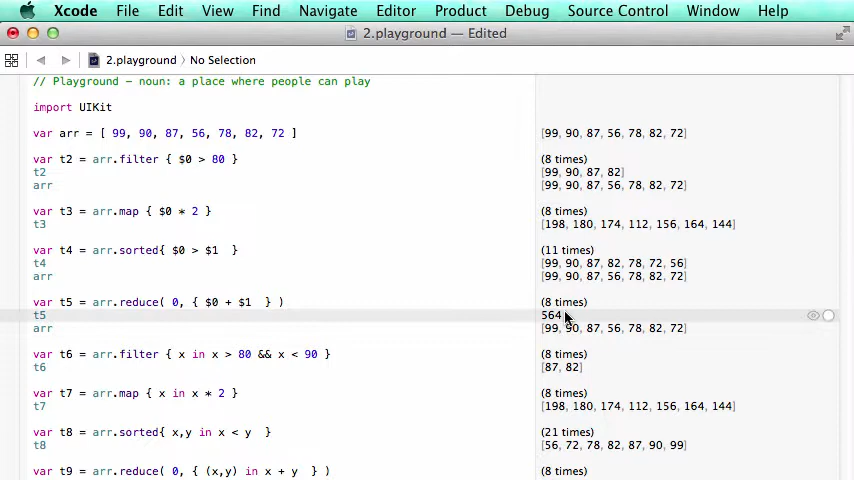 Xcode File Edit View Find Navigate Editor Product Debug Source Control Window Help
2.playground — Edited
2.playground 〉 No Selection
// Playground - noun: a place where people can play
import UIKit
var arr = [ 99, 90, 87, 56, 78, 82, 72 ] [99, 90, 87, 56, 78, 82, 72]
var t2 = arr.filter { $0 > 80 } (8 times)
t2 [99, 90, 87, 82]
arr [99, 90, 87, 56, 78, 82, 72]
var t3 = arr.map { $0 * 2 } (8 times)
t3 [198, 180, 174, 112, 156, 164, 144]
var t4 = arr.sorted{ $0 > $1 } (11 times)
t4 [99, 90, 87, 82, 78, 72, 56]
arr [99, 90, 87, 56, 78, 82, 72]
var t5 = arr.reduce( 0, { $0 + $1 } ) (8 times)
t5 564
arr [99, 90, 87, 56, 78, 82, 72]
var t6 = arr.filter { x in x > 80 && x < 90 } (8 times)
t6 [87, 82]
var t7 = arr.map { x in x * 2 } (8 times)
t7 [198, 180, 174, 112, 156, 164, 144]
var t8 = arr.sorted{ x,y in x < y } (21 times)
t8 [56, 72, 78, 82, 87, 90, 99]
var t9 = arr.reduce( 0, { (x,y) in x + y } ) (8 times)